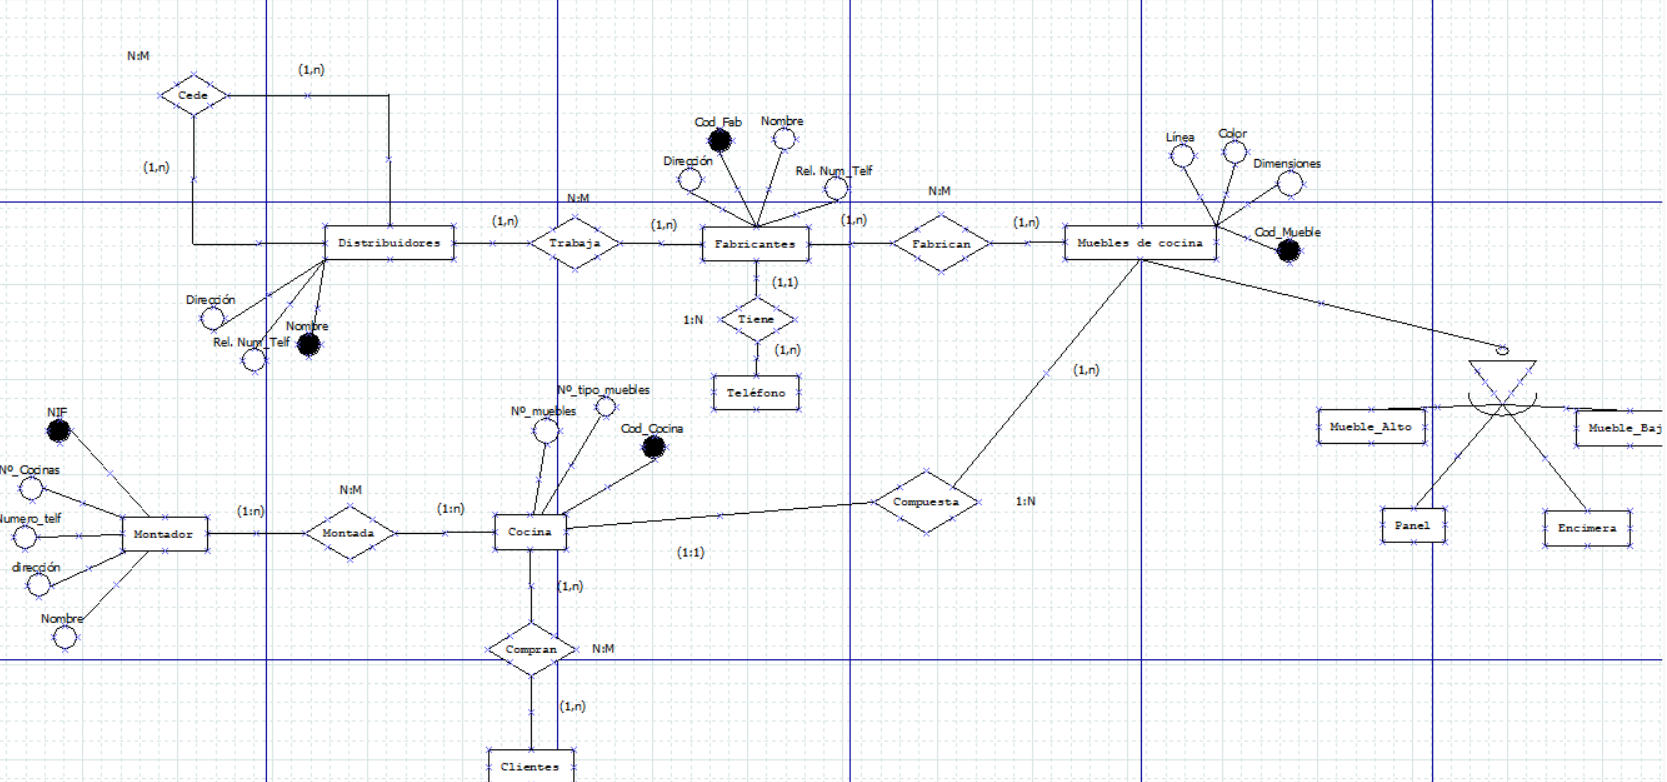 N:M
(1,n)
Cede
(1,n)
Cod_Fab
Nombre
Línea
Color
Dirección
Rel. Num_Telf
Dimensiones
N:M
N:M
(1,n)
(1,n)
(1,n)
(1,n)
Cod_Mueble
Distribuidores
Trabaja
Fabricantes
Fabrican
Muebles de cocina
(1,1)
Dirección
1:N
Tiene
Nombre
Rel. Num_Telf
(1,n)
(1,n)
Teléfono
Nº_tipo_muebles
Nº_muebles
NIF
Cod_Cocina
Mueble_Alto
Mueble_Baj
Nº_Cocinas
N:M
Compuesta
1:N
(1:n)
(1:n)
Numero_telf
Montador
Montada
Cocina
Panel
Encimera
(1:1)
dirección
(1,n)
Nombre
Compran
N:M
(1,n)
Clientes